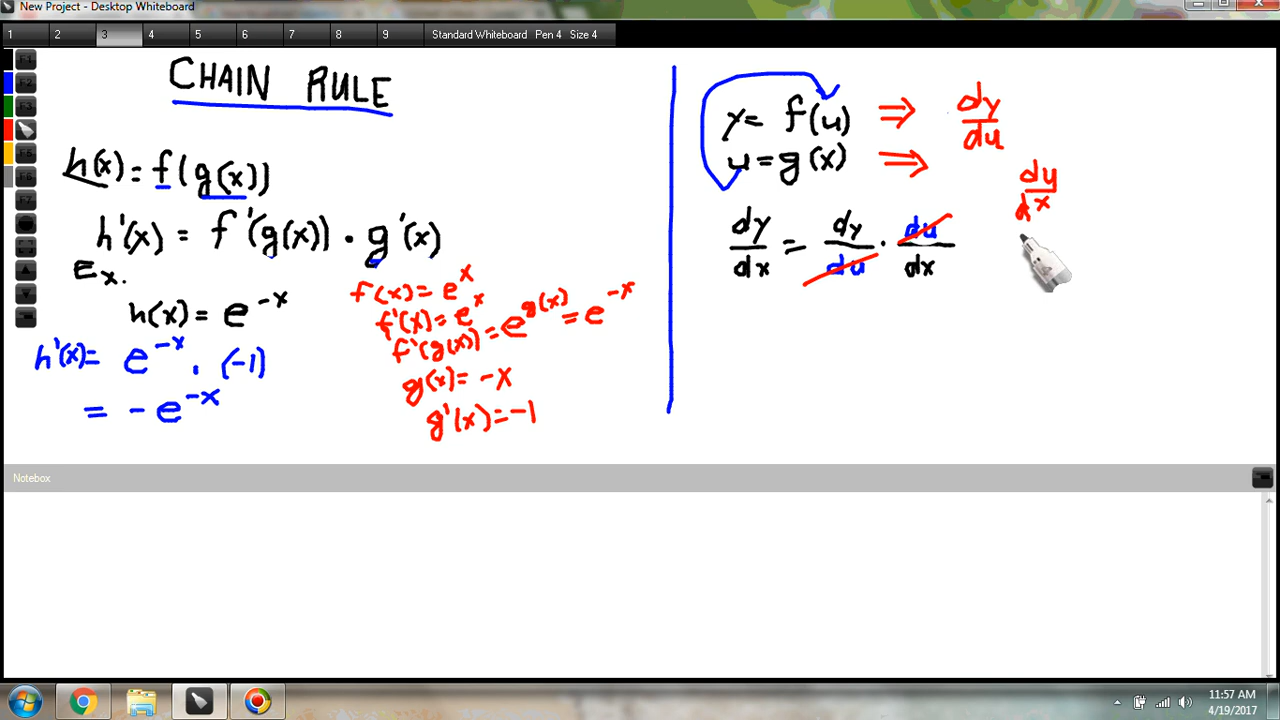 New Project - Desktop Whiteboard
1 2 3 4 5 6 7 8 9 Standard Whiteboard Pen 4 Size 4
CHAIN RULE
h(x) = f(g(x))
h'(x) = f'(g(x)) · g'(x)
Ex.
h(x) = e^-x
h'(x) = e^-x . (-1)
= -e^-x
f(x) = e^x
f'(x) = e^x
f'(g(x)) = e^g(x) = e^-x
g(x) = -x
g'(x) = -1
y = f(u) ⇒ dy/du
u = g(x) ⇒ du/dx
dy/dx = dy/du · du/dx
Notebox
11:57 AM
4/19/2017